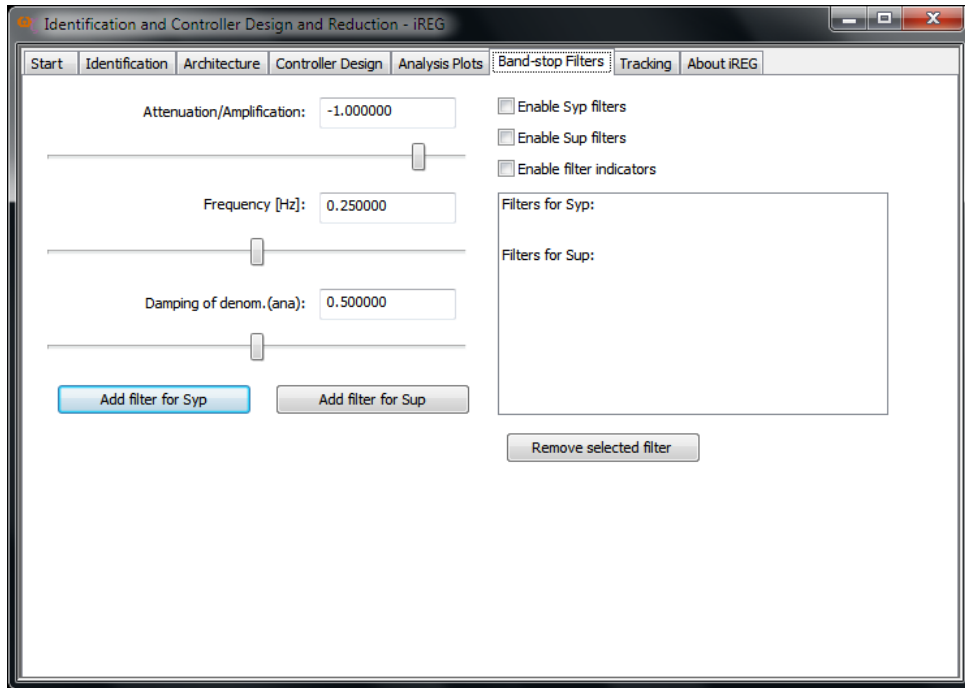 Identification and Controller Design and Reduction - iREG
Start Identification Architecture Controller Design Analysis Plots Band-stop Filters Tracking About iREG
Attenuation/Amplification: -1.000000
Frequency [Hz]: 0.250000
Damping of denom.(ana): 0.500000
Add filter for Syp Add filter for Sup
Enable Syp filters
Enable Sup filters
Enable filter indicators
Filters for Syp:
Filters for Sup:
Remove selected filter